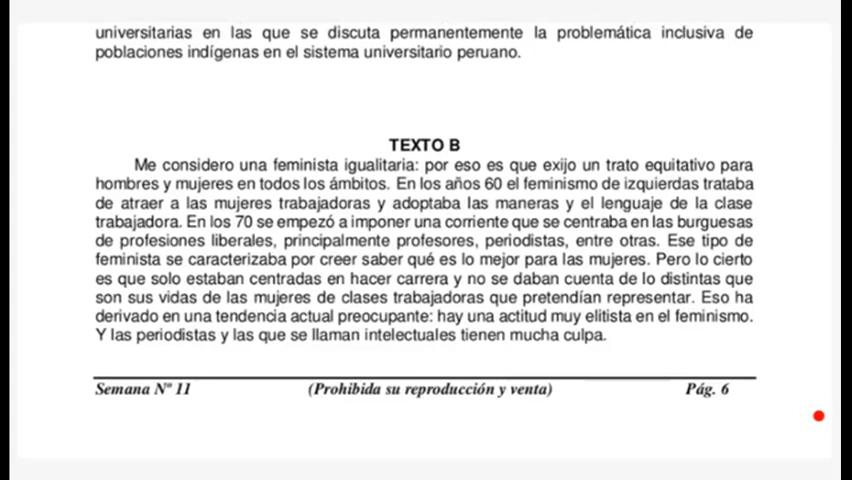 universitarias en las que se discuta permanentemente la problemática inclusiva de
poblaciones indígenas en el sistema universitario peruano.
TEXTO B
Me considero una feminista igualitaria: por eso es que exijo un trato equitativo para
hombres y mujeres en todos los ámbitos. En los años 60 el feminismo de izquierdas trataba
de atraer a las mujeres trabajadoras y adoptaba las maneras y el lenguaje de la clase
trabajadora. En los 70 se empezó a imponer una corriente que se centraba en las burguesas
de profesiones liberales, principalmente profesores, periodistas, entre otras. Ese tipo de
feminista se caracterizaba por creer saber qué es lo mejor para las mujeres. Pero lo cierto
es que solo estaban centradas en hacer carrera y no se daban cuenta de lo distintas que
son sus vidas de las mujeres de clases trabajadoras que pretendían representar. Eso ha
derivado en una tendencia actual preocupante: hay una actitud muy elitista en el feminismo.
Y las periodistas y las que se llaman intelectuales tienen mucha culpa.
Semana Nº 11 (Prohibida su reproducción y venta) Pág. 6